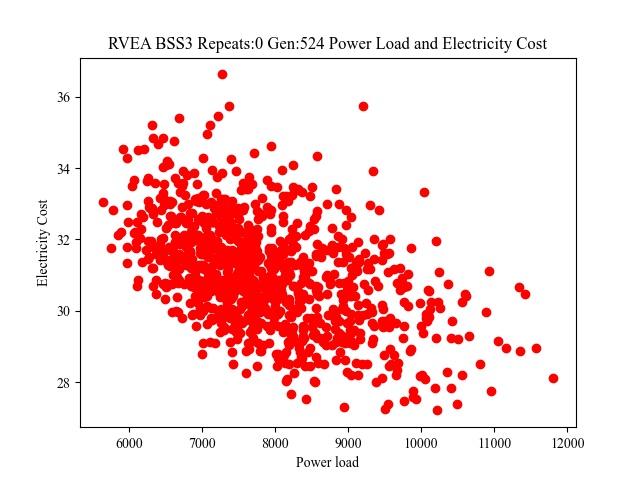 RVEA BSS3 Repeats:0 Gen:524 Power Load and Electricity Cost
Electricity Cost
36
34
32
30
28
6000 7000 8000 9000 10000 11000 12000
Power load